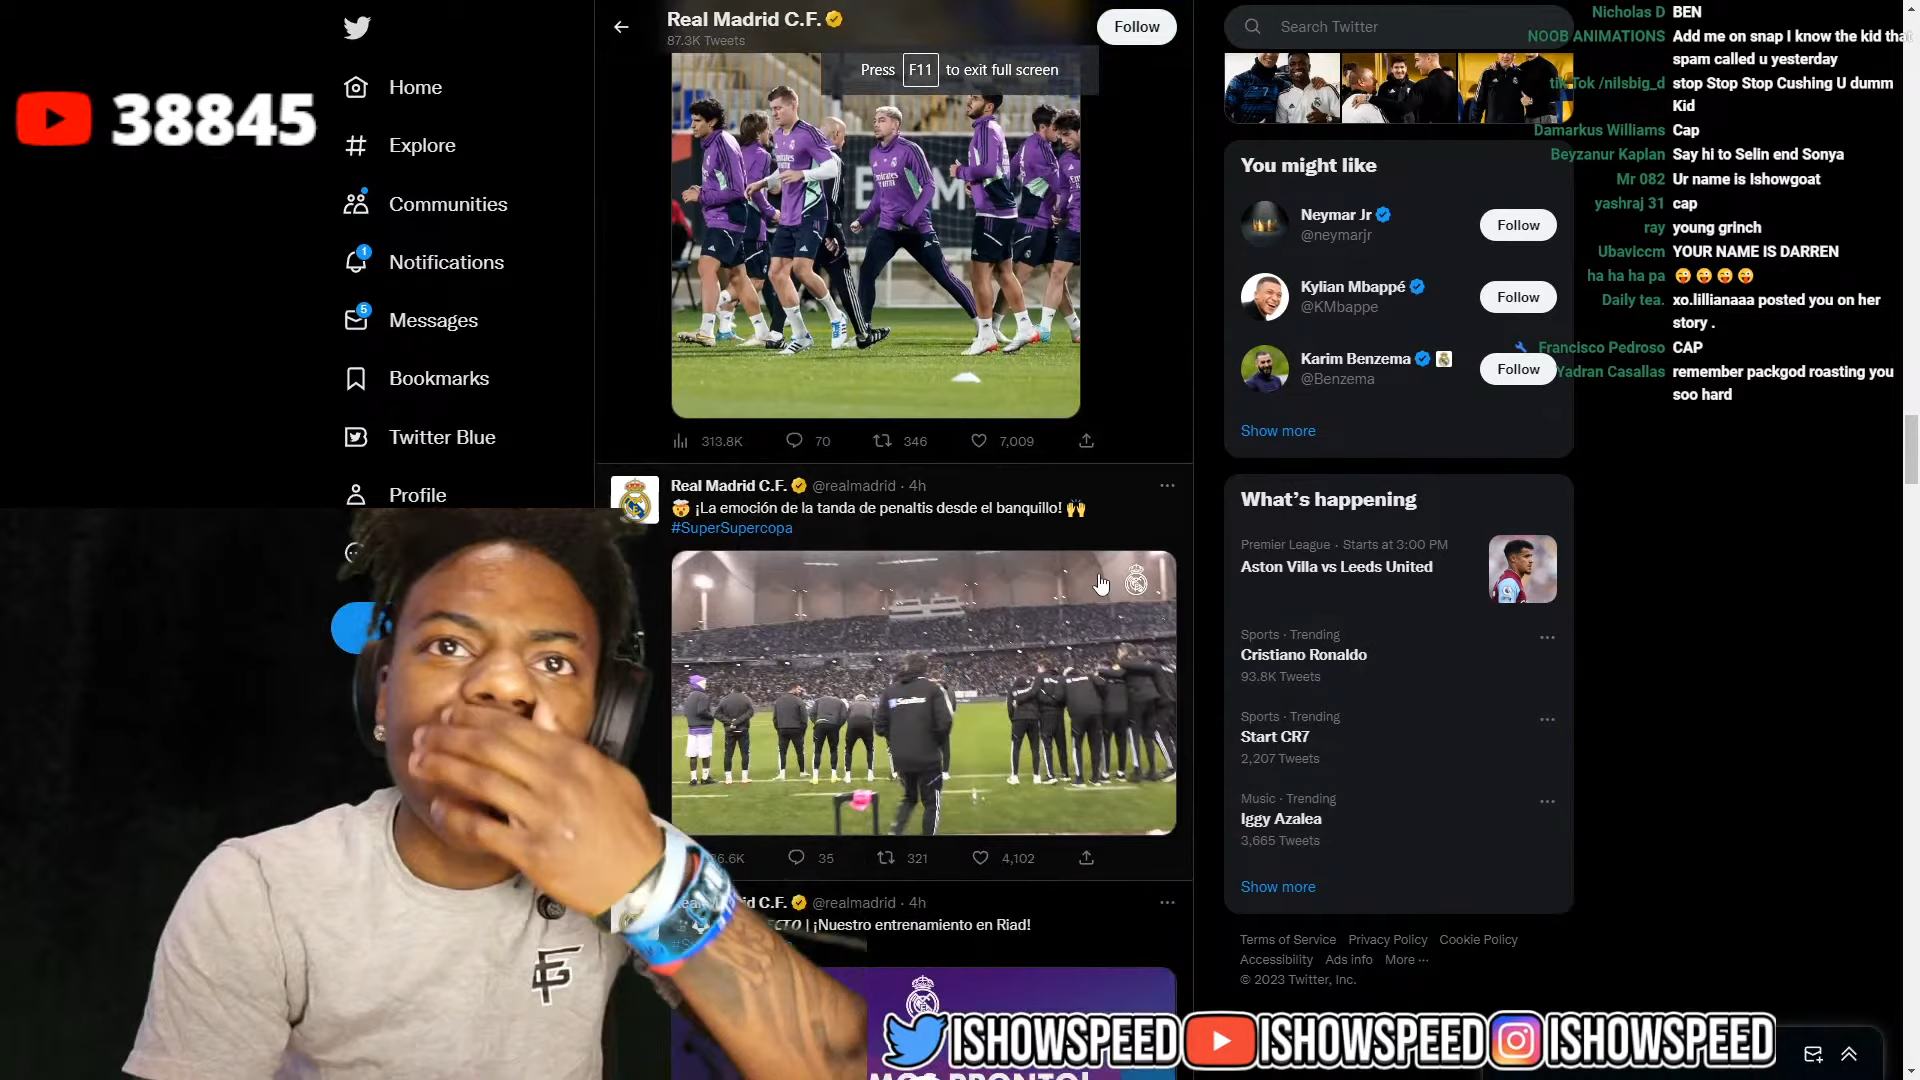 38845
Home
Explore
Communities
1
Notifications
5
Messages
Bookmarks
Twitter Blue
Profile
Real Madrid C.F.
87.3K Tweets
Follow
Press F11 to exit full screen
313.8K 70 346 7,009
Real Madrid C.F. @realmadrid · 4h
¡La emoción de la tanda de penaltis desde el banquillo!
#SuperSupercopa
35 321 4,102
C.F. @realmadrid · 4h
| ¡Nuestro entrenamiento en Riad!
Search Twitter
You might like
Neymar Jr
@neymarjr
Follow
Kylian Mbappé
@KMbappe
Follow
Karim Benzema
@Benzema
Follow
Show more
What's happening
Premier League · Starts at 3:00 PM
Aston Villa vs Leeds United
Sports · Trending
Cristiano Ronaldo
93.8K Tweets
Sports · Trending
Start CR7
2,207 Tweets
Music · Trending
Iggy Azalea
3,665 Tweets
Show more
Terms of Service Privacy Policy Cookie Policy
Accessibility Ads info More ···
© 2023 Twitter, Inc.
Nicholas D BEN
NOOB ANIMATIONS Add me on snap I know the kid that
spam called u yesterday
tik Tok /nilsbig_d stop Stop Stop Cushing U dumm
Kid
Damarkus Williams Cap
Beyzanur Kaplan Say hi to Selin end Sonya
Mr 082 Ur name is Ishowgoat
yashraj 31 cap
ray young grinch
Ubaviccm YOUR NAME IS DARREN
ha ha ha pa 😜😜😜😜
Daily tea. xo.lillianaaa posted you on her
story .
Francisco Pedroso CAP
Yadran Casallas remember packgod roasting you
soo hard
ISHOWSPEED ISHOWSPEED ISHOWSPEED